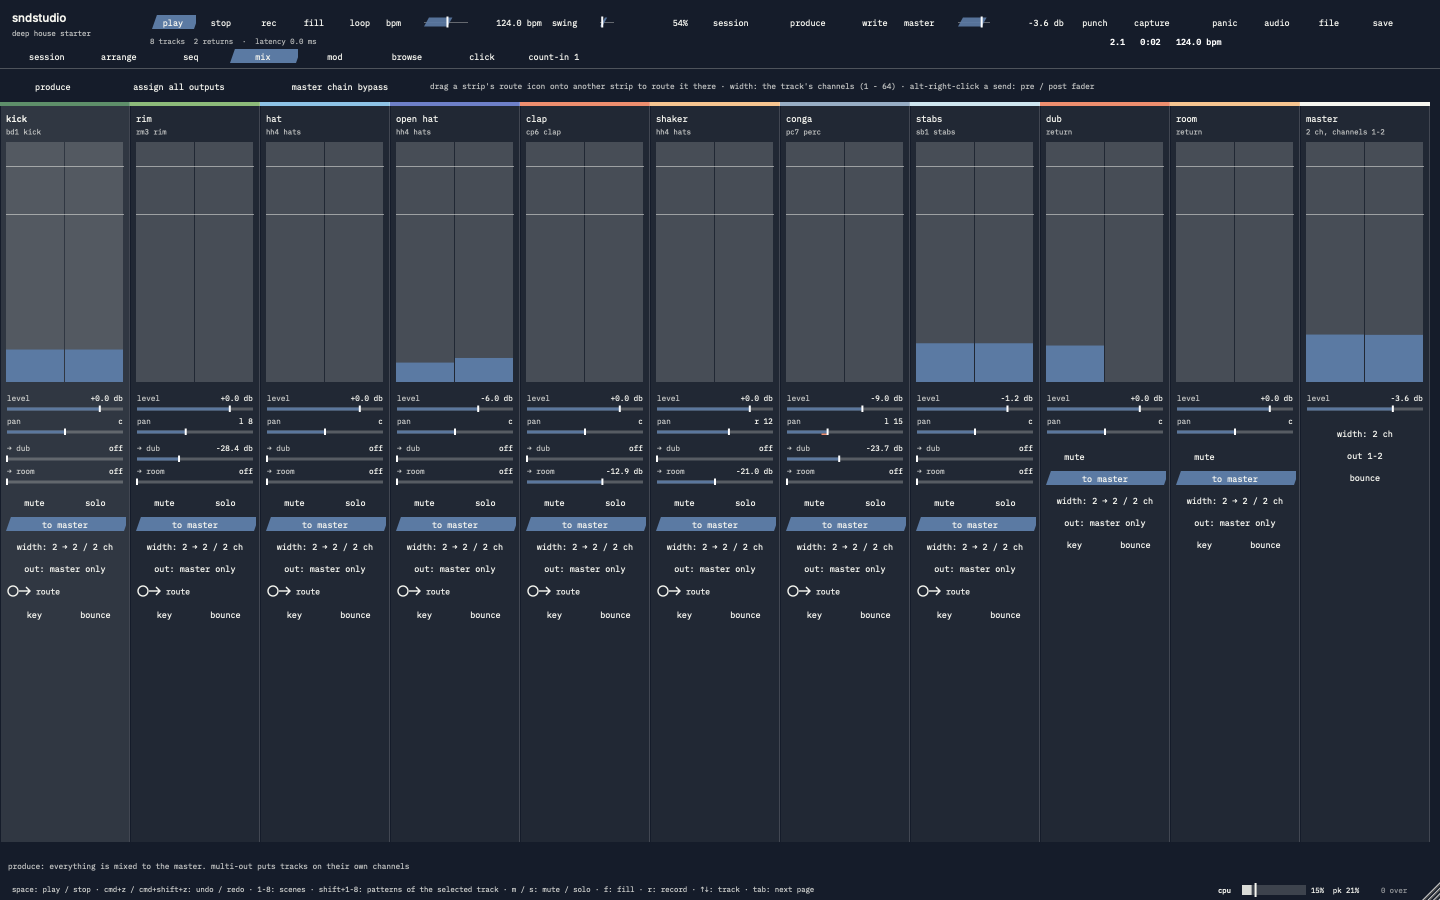 sndstudio
deep house starter
play stop rec fill loop bpm 124.0 bpm swing 54% session produce write master -3.6 db punch capture panic audio file save
8 tracks 2 returns · latency 0.0 ms
2.1 0:02 124.0 bpm
session arrange seq mix mod browse click count-in 1
produce assign all outputs master chain bypass drag a strip's route icon onto another strip to route it there · width: the track's channels (1 - 64) · alt-right-click a send: pre / post fader
kick rim hat open hat clap shaker conga stabs dub room master
bd1 kick rm3 rim hh4 hats hh4 hats cp6 clap hh4 hats pc7 perc sb1 stabs return return 2 ch, channels 1-2
level +0.0 db level +0.0 db level +0.0 db level -6.0 db level +0.0 db level +0.0 db level -9.0 db level -1.2 db level +0.0 db level +0.0 db level -3.6 db
pan c pan l 8 pan c pan c pan c pan r 12 pan l 15 pan c pan c pan c
width: 2 ch
→ dub off → dub -28.4 db → dub off → dub off → dub off → dub off → dub -23.7 db → dub off
mute mute out 1-2
→ room off → room off → room off → room off → room -12.9 db → room -21.0 db → room off → room off
to master to master bounce
mute solo mute solo mute solo mute solo mute solo mute solo mute solo mute solo width: 2 → 2 / 2 ch width: 2 → 2 / 2 ch
to master to master to master to master to master to master to master to master out: master only out: master only
width: 2 → 2 / 2 ch width: 2 → 2 / 2 ch width: 2 → 2 / 2 ch width: 2 → 2 / 2 ch width: 2 → 2 / 2 ch width: 2 → 2 / 2 ch width: 2 → 2 / 2 ch width: 2 → 2 / 2 ch key bounce key bounce
out: master only out: master only out: master only out: master only out: master only out: master only out: master only out: master only
route route route route route route route route
key bounce key bounce key bounce key bounce key bounce key bounce key bounce key bounce
produce: everything is mixed to the master. multi-out puts tracks on their own channels
space: play / stop · cmd+z / cmd+shift+z: undo / redo · 1-8: scenes · shift+1-8: patterns of the selected track · m / s: mute / solo · f: fill · r: record · ↑↓: track · tab: next page
cpu 15% pk 21% 0 over